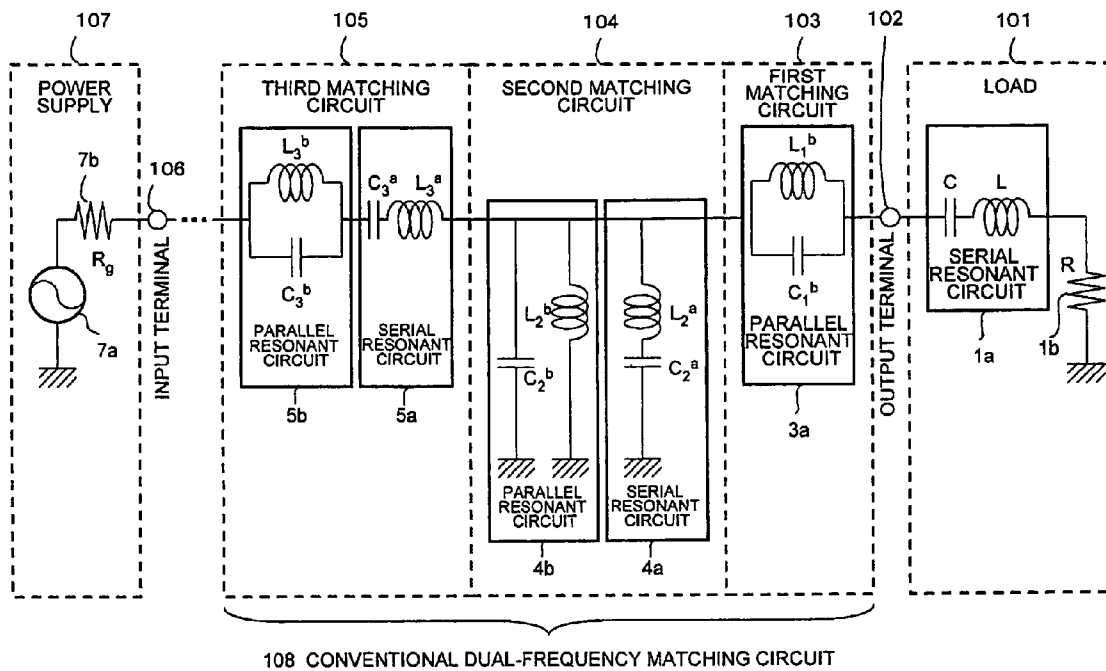 107
105
104
103
102
101
POWER
SUPPLY
THIRD MATCHING
CIRCUIT
SECOND MATCHING
CIRCUIT
FIRST
MATCHING
CIRCUIT
LOAD
7b
106
Rg
7a
INPUT TERMINAL
L3b
C3b
PARALLEL
RESONANT
CIRCUIT
5b
C3a
L3a
SERIAL
RESONANT
CIRCUIT
5a
C2b
L2b
PARALLEL
RESONANT
CIRCUIT
4b
L2a
C2a
SERIAL
RESONANT
CIRCUIT
4a
L1b
C1b
PARALLEL
RESONANT
CIRCUIT
3a
OUTPUT TERMINAL
C
L
SERIAL
RESONANT
CIRCUIT
1a
R
1b
108 CONVENTIONAL DUAL-FREQUENCY MATCHING CIRCUIT